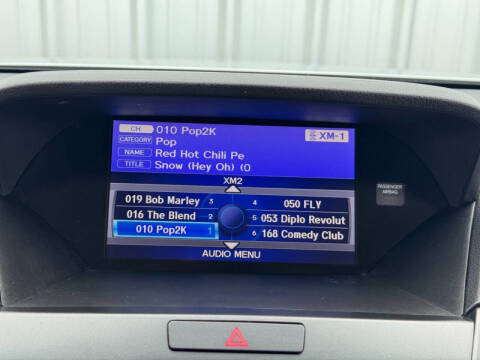 CH 010 Pop2K XM-1
CATEGORY Pop
NAME Red Hot Chili Pe
TITLE Snow (Hey Oh) (O
XM2
019 Bob Marley 3 4 050 FLY
016 The Blend 2 5 053 Diplo Revolut
010 Pop2K 1 6 168 Comedy Club
AUDIO MENU
PASSENGER
AIRBAG